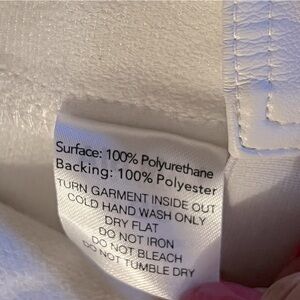 Surface: 100% Polyurethane
Backing: 100% Polyester
TURN GARMENT INSIDE OUT
COLD HAND WASH ONLY
DRY FLAT
DO NOT IRON
DO NOT BLEACH
DO NOT TUMBLE DRY